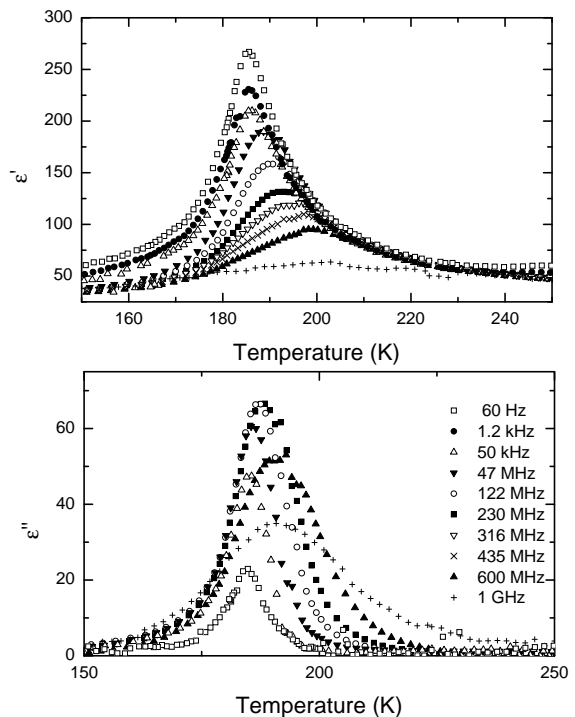 300
250
200
150
100
50
ε'
160 180 200 220 240
Temperature (K)
60
40
20
0
ε''
60 Hz
1.2 kHz
50 kHz
47 MHz
122 MHz
230 MHz
316 MHz
435 MHz
600 MHz
1 GHz
150 200 250
Temperature (K)